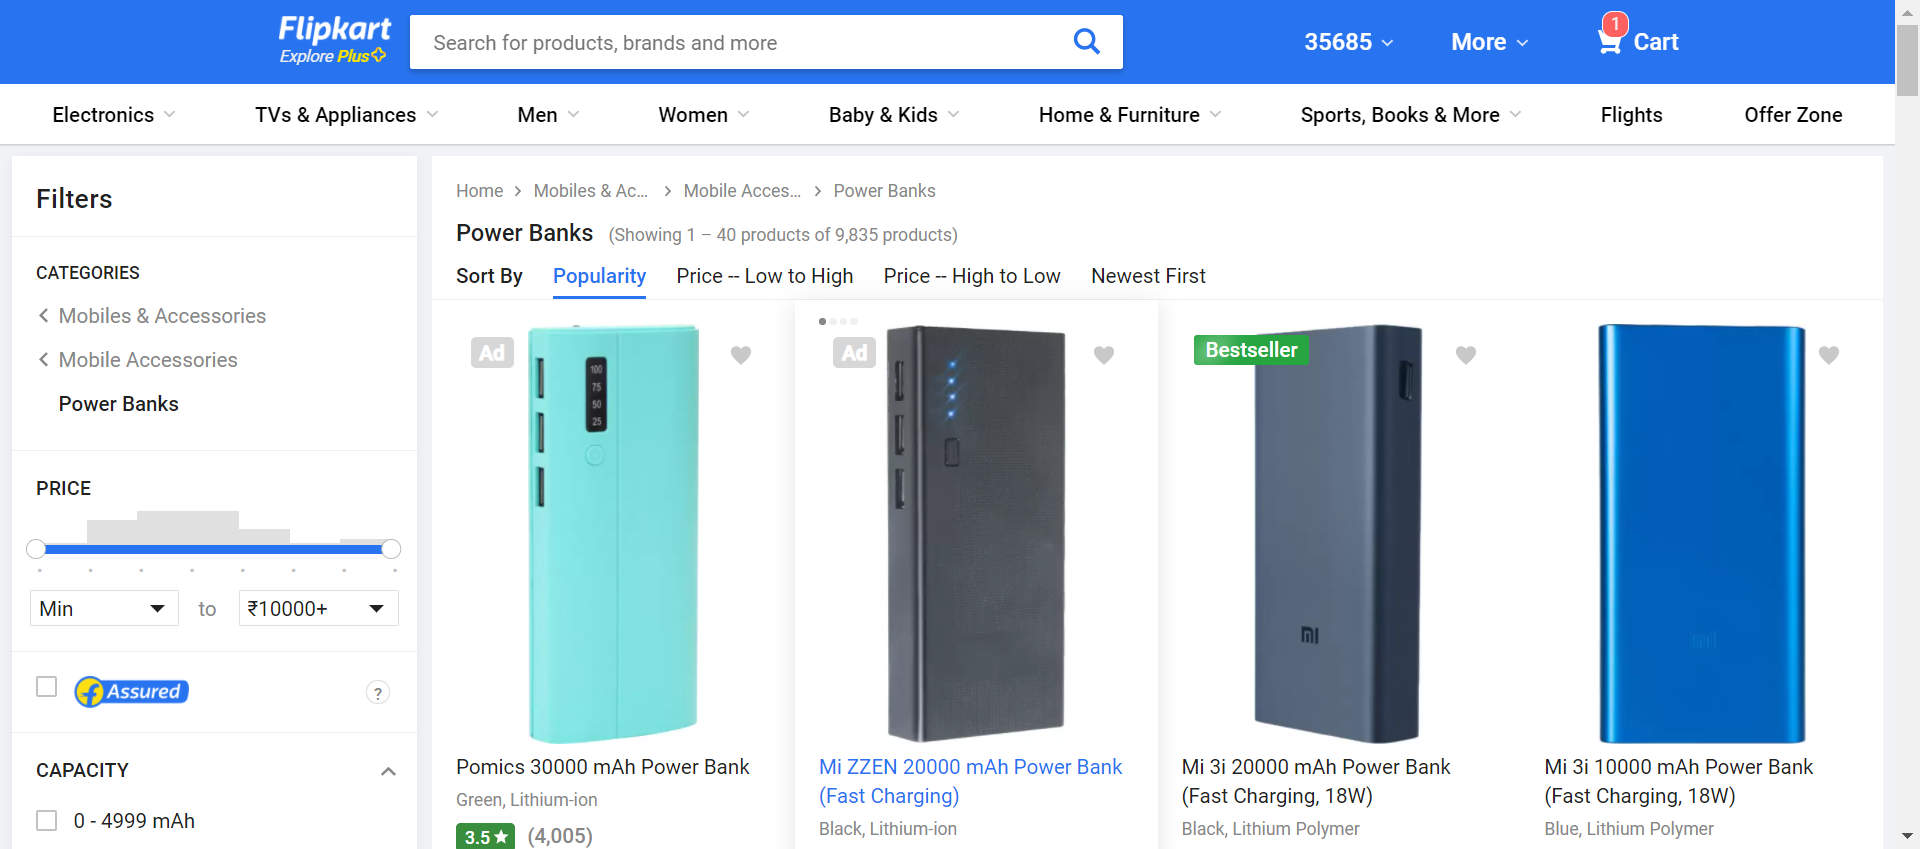 Flipkart
Explore Plus
Search for products, brands and more
35685
More
1
Cart
Electronics
TVs & Appliances
Men
Women
Baby & Kids
Home & Furniture
Sports, Books & More
Flights
Offer Zone
Filters
CATEGORIES
Mobiles & Accessories
Mobile Accessories
Power Banks
PRICE
Min
to
₹10000+
Assured
?
CAPACITY
0 - 4999 mAh
Home
Mobiles & Ac...
Mobile Acces...
Power Banks
Power Banks (Showing 1 – 40 products of 9,835 products)
Sort By
Popularity
Price -- Low to High
Price -- High to Low
Newest First
Ad
100
75
50
25
Pomics 30000 mAh Power Bank
Green, Lithium-ion
3.5 (4,005)
Ad
Mi ZZEN 20000 mAh Power Bank
(Fast Charging)
Black, Lithium-ion
Bestseller
mi
Mi 3i 20000 mAh Power Bank
(Fast Charging, 18W)
Black, Lithium Polymer
mi
Mi 3i 10000 mAh Power Bank
(Fast Charging, 18W)
Blue, Lithium Polymer